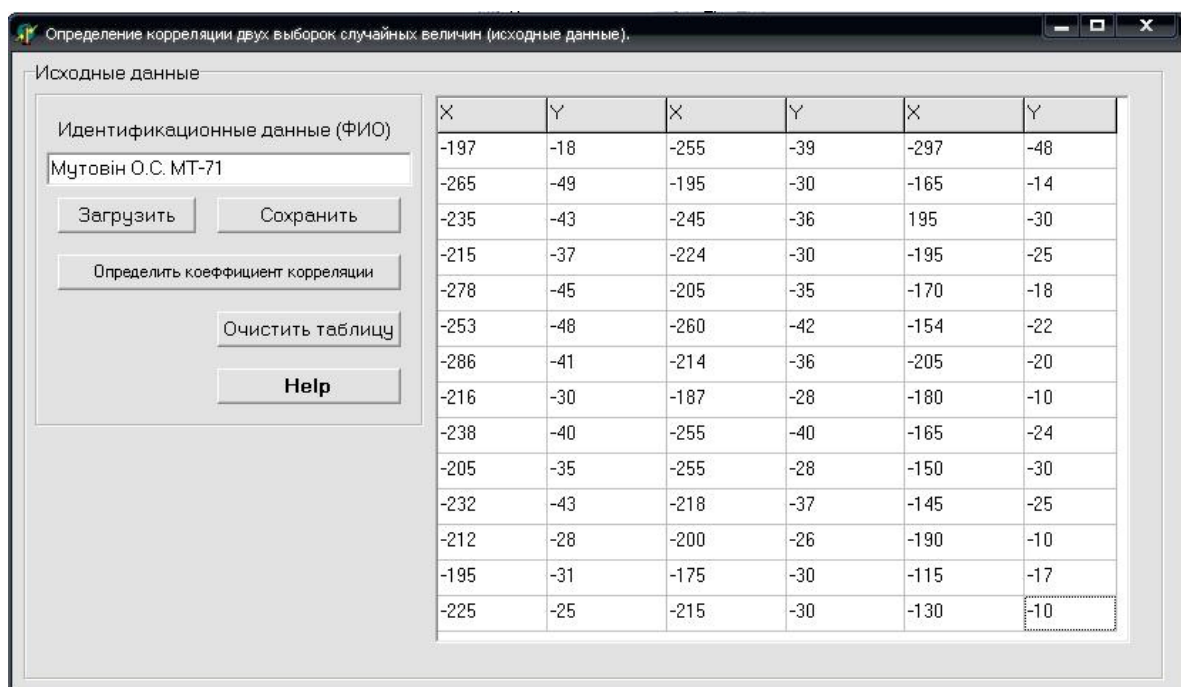 Определение корреляции двух выборок случайных величин (исходные данные).
Исходные данные
Идентификационные данные (ФИО)
Мутовін О.С. МТ-71
Загрузить Сохранить
Определить коеффициент корреляции
Очистить таблицу
Help
X Y X Y X Y
-197 -18 -255 -39 -297 -48
-265 -49 -195 -30 -165 -14
-235 -43 -245 -36 195 -30
-215 -37 -224 -30 -195 -25
-278 -45 -205 -35 -170 -18
-253 -48 -260 -42 -154 -22
-286 -41 -214 -36 -205 -20
-216 -30 -187 -28 -180 -10
-238 -40 -255 -40 -165 -24
-205 -35 -255 -28 -150 -30
-232 -43 -218 -37 -145 -25
-212 -28 -200 -26 -190 -10
-195 -31 -175 -30 -115 -17
-225 -25 -215 -30 -130 -10